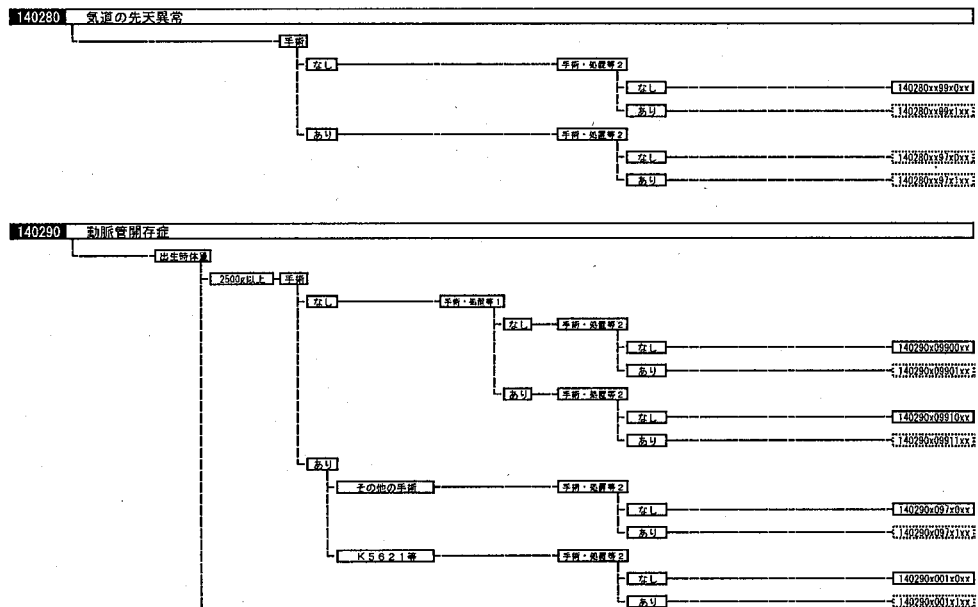 140280 気道の先天異常
手術
なし 手術・処置等2
なし 140280xx99x0xx
あり 140280xx99x1xx
あり 手術・処置等2
なし 140280xx97x0xx
あり 140280xx97x1xx
140290 動脈管開存症
出生時体重
2500g以上 手術
なし 手術・処置等1
なし 手術・処置等2
なし 140290x09900xx
あり 140290x09901xx
あり 手術・処置等2
なし 140290x09910xx
あり 140290x09911xx
あり
その他の手術 手術・処置等2
なし 140290x097x0xx
あり 140290x097x1xx
K5621等 手術・処置等2
なし 140290x001x0xx
あり 140290x001x1xx